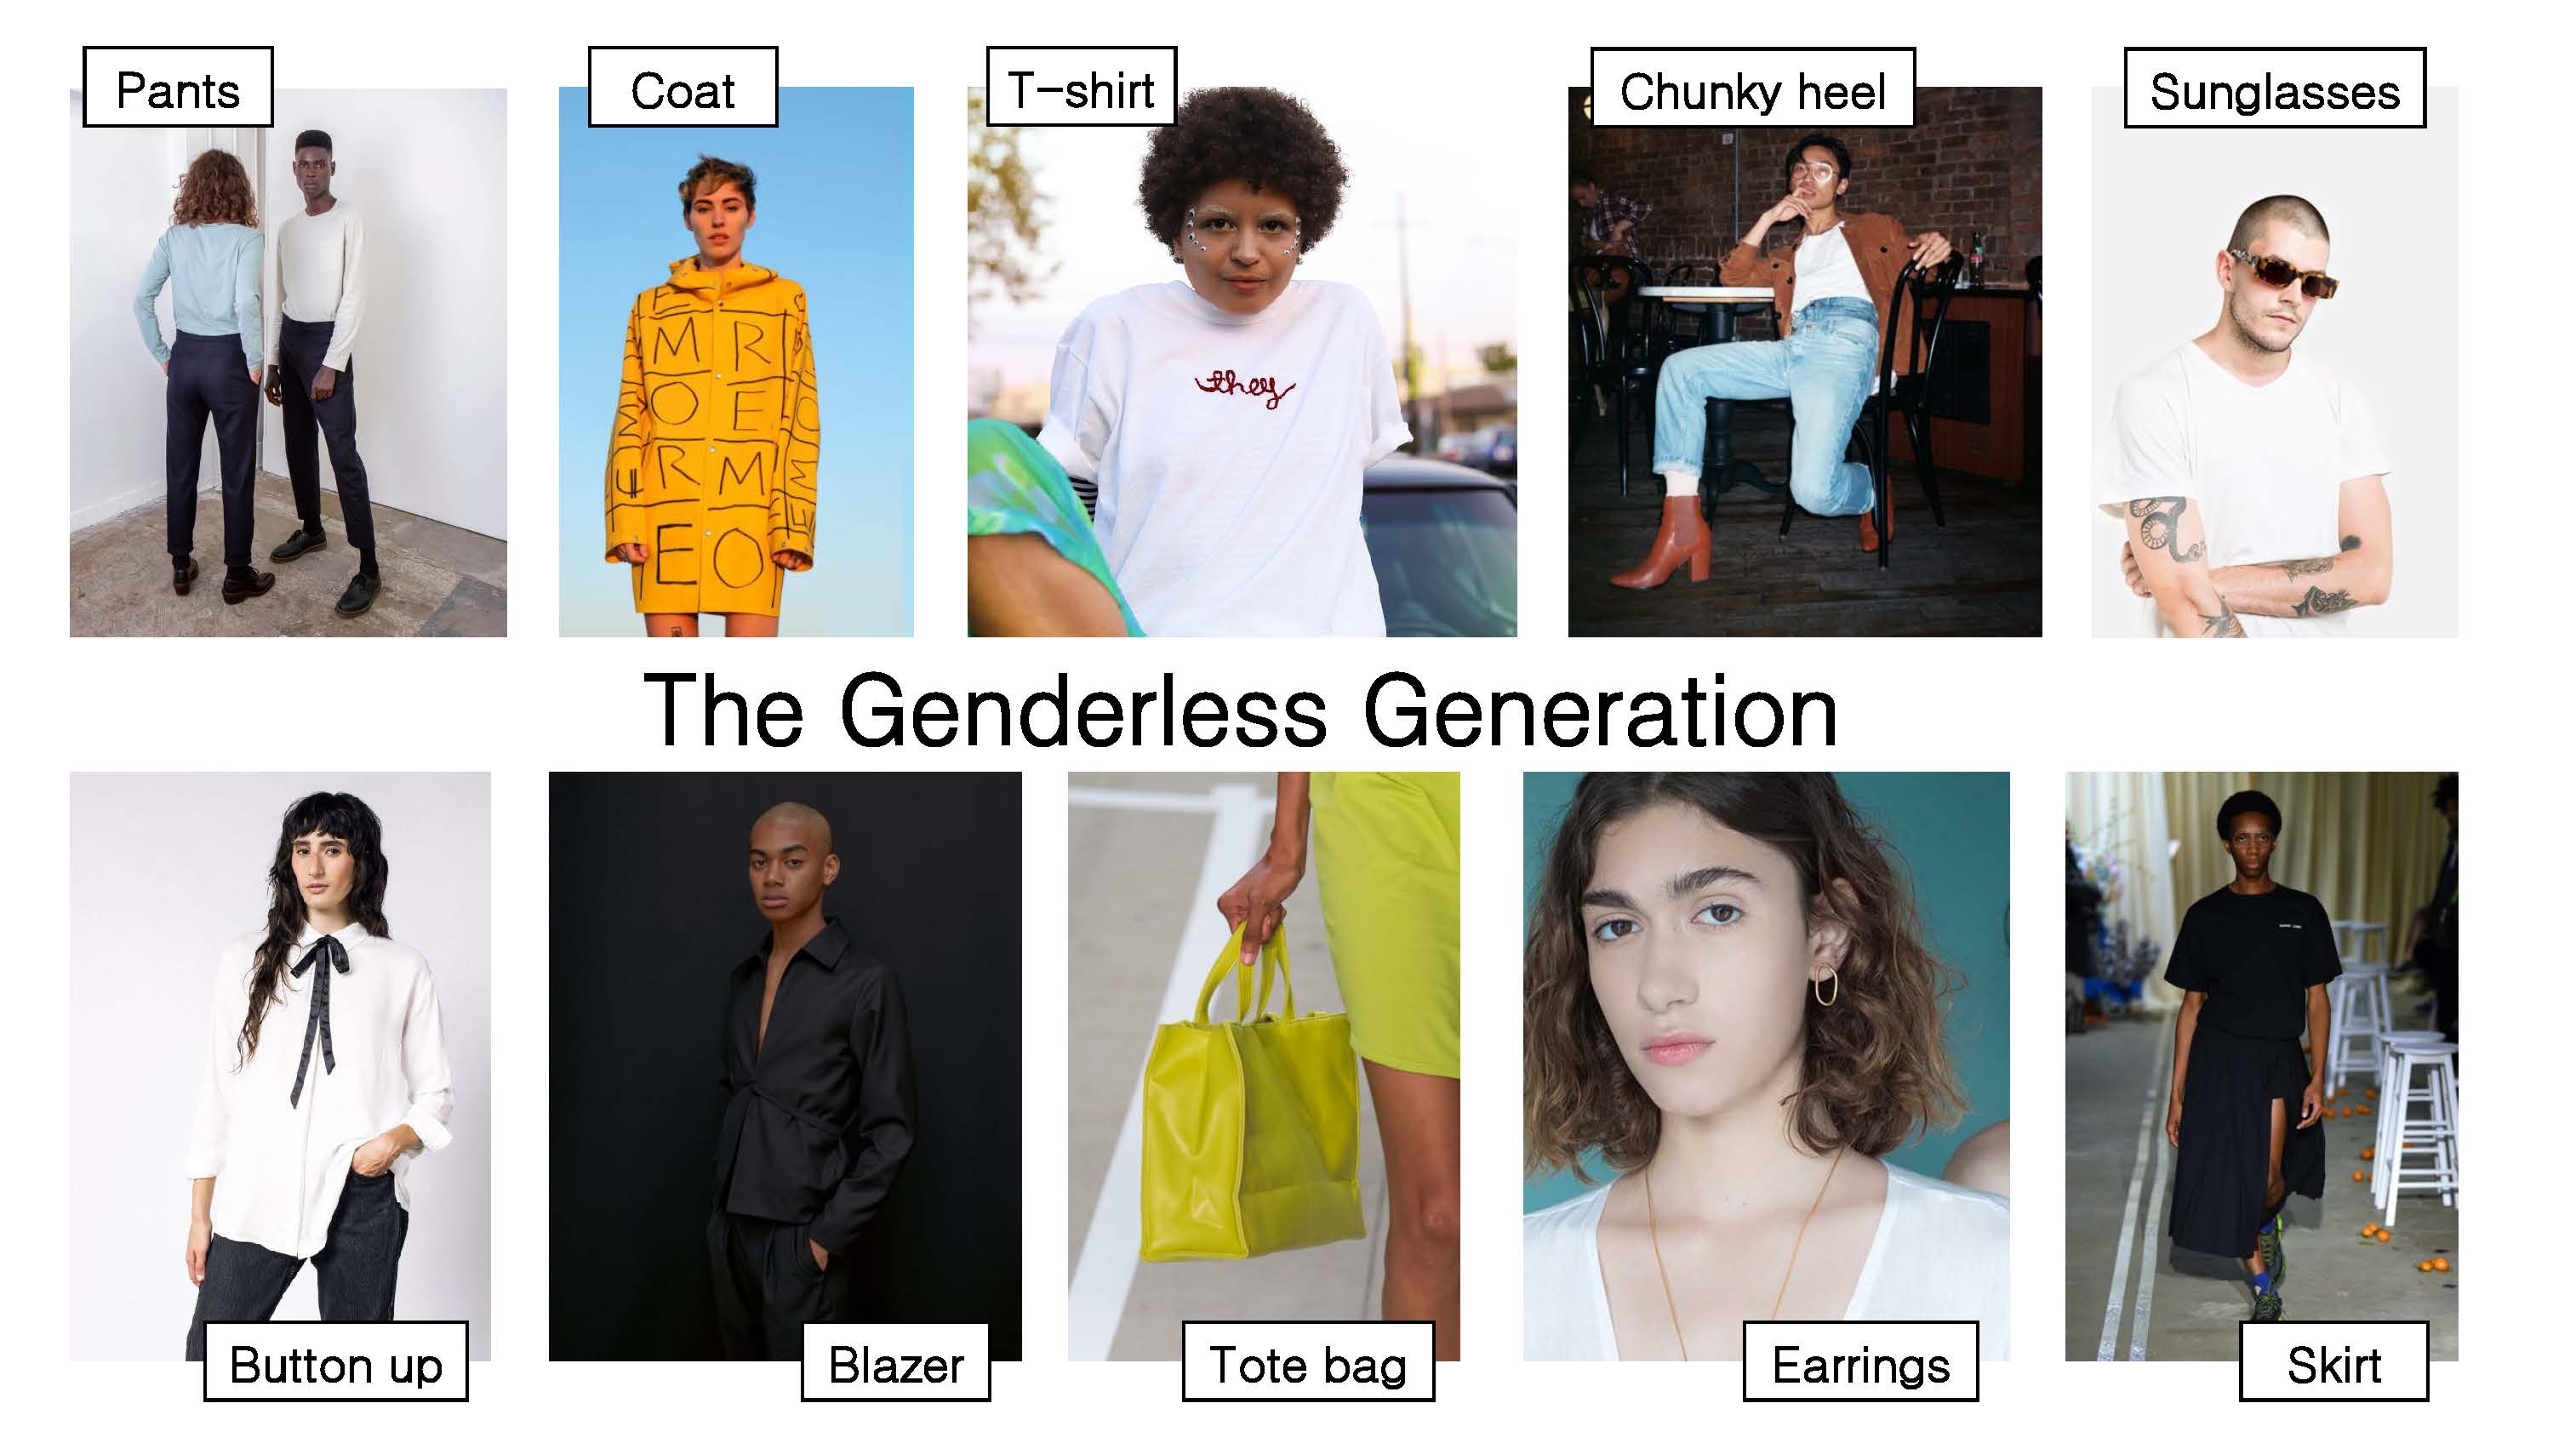 Pants
Coat
T-shirt
Chunky heel
Sunglasses
E
M R
O E
R M
E O
they
The Genderless Generation
Button up
Blazer
Tote bag
Earrings
Skirt